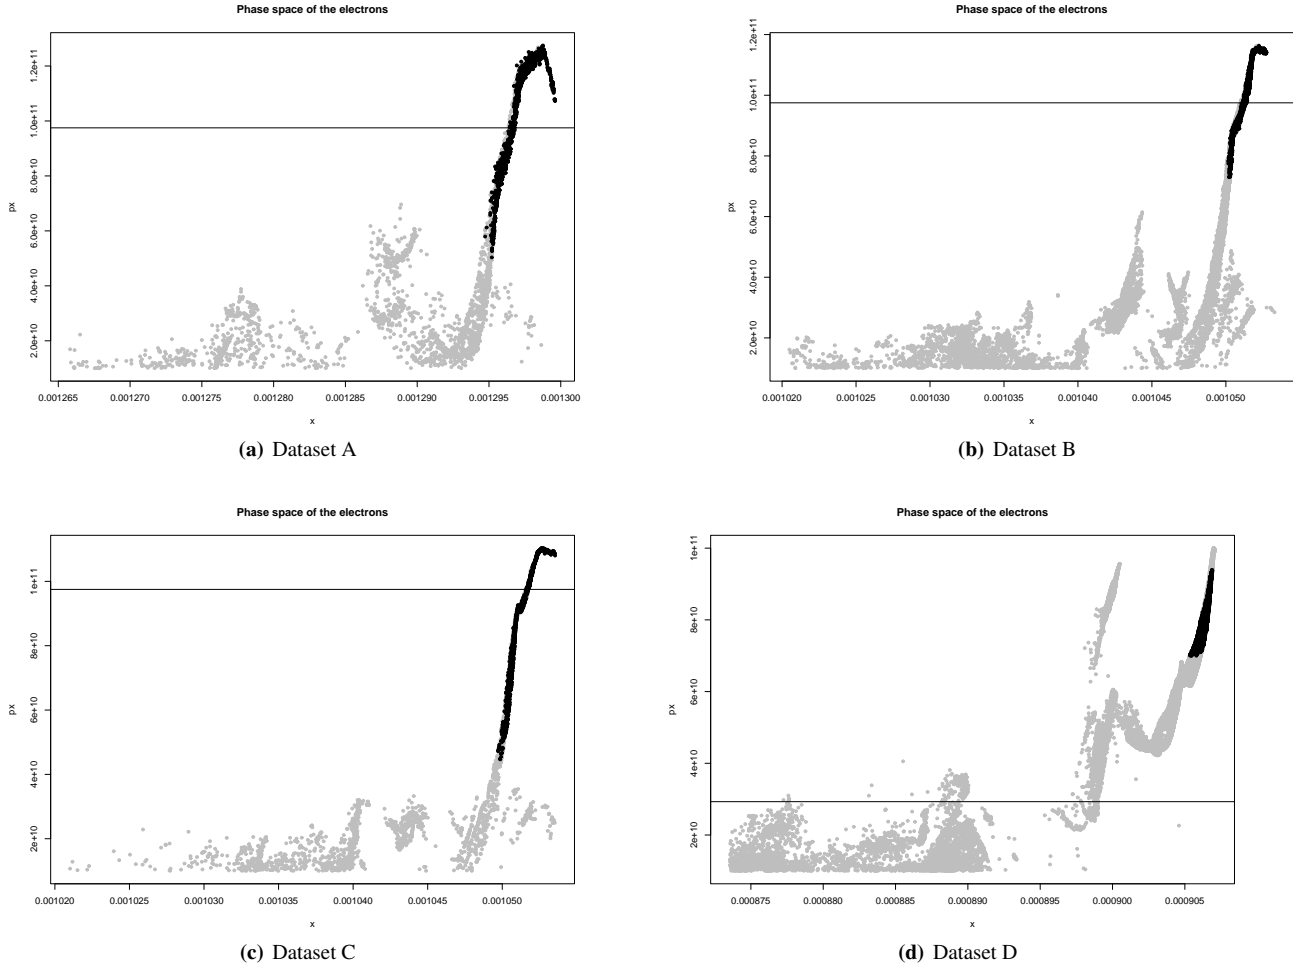 Phase space of the electrons
px
2.0e+10 4.0e+10 6.0e+10 8.0e+10 1.0e+11 1.2e+11
0.001265 0.001270 0.001275 0.001280 0.001285 0.001290 0.001295 0.001300
x
(a) Dataset A
Phase space of the electrons
px
2.0e+10 4.0e+10 6.0e+10 8.0e+10 1.0e+11 1.2e+11
0.001020 0.001025 0.001030 0.001035 0.001040 0.001045 0.001050
x
(b) Dataset B
Phase space of the electrons
px
2e+10 4e+10 6e+10 8e+10 1e+11
0.001020 0.001025 0.001030 0.001035 0.001040 0.001045 0.001050
x
(c) Dataset C
Phase space of the electrons
px
2e+10 4e+10 6e+10 8e+10 1e+11
0.000875 0.000880 0.000885 0.000890 0.000895 0.000900 0.000905
x
(d) Dataset D